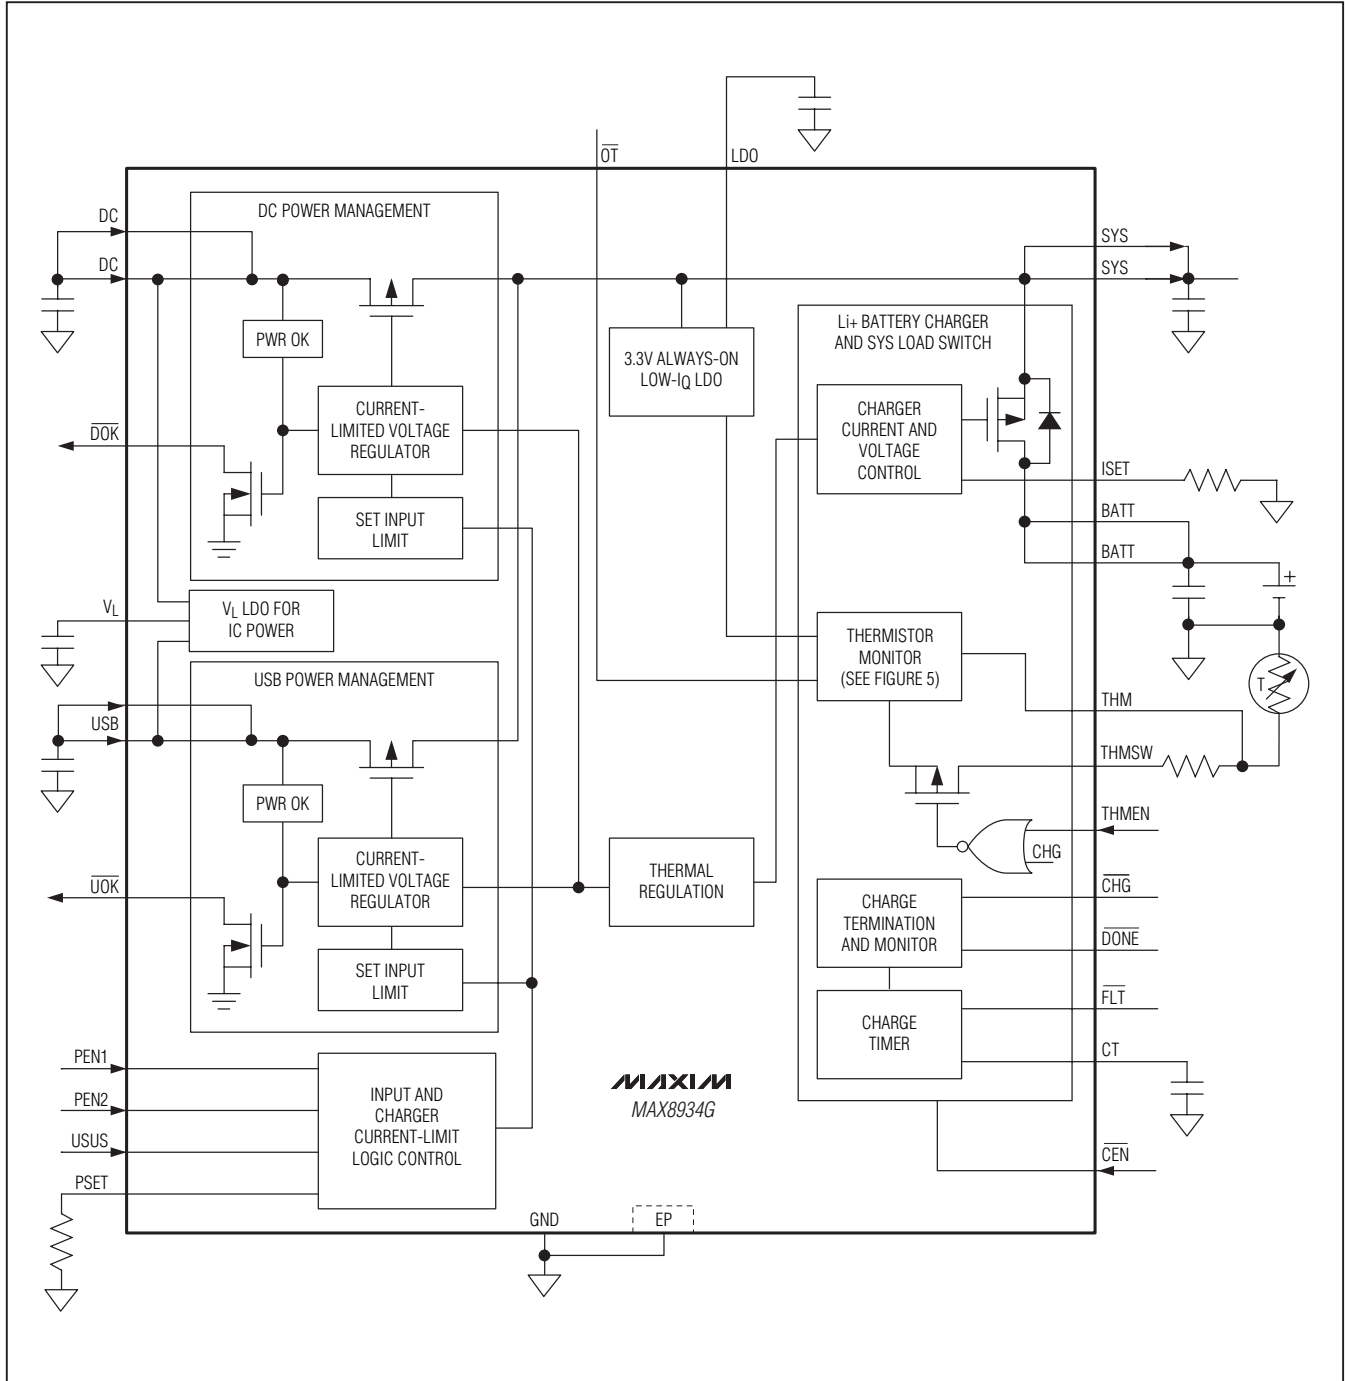 OT
LDO
DC POWER MANAGEMENT
DC
DC
SYS
SYS
PWR OK
3.3V ALWAYS-ON
LOW-IQ LDO
Li+ BATTERY CHARGER
AND SYS LOAD SWITCH
CURRENT-
LIMITED VOLTAGE
REGULATOR
CHARGER
CURRENT AND
VOLTAGE
CONTROL
DOK
ISET
SET INPUT
LIMIT
BATT
BATT
+
VL
VL LDO FOR
IC POWER
THERMISTOR
MONITOR
(SEE FIGURE 5)
T
USB POWER MANAGEMENT
THM
USB
THMSW
PWR OK
THMEN
CHG
CURRENT-
LIMITED VOLTAGE
REGULATOR
THERMAL
REGULATION
UOK
CHG
CHARGE
TERMINATION
AND MONITOR
DONE
SET INPUT
LIMIT
FLT
CHARGE
TIMER
CT
PEN1
PEN2
USUS
PSET
INPUT AND
CHARGER
CURRENT-LIMIT
LOGIC CONTROL
MAXIM
MAX8934G
CEN
GND
EP